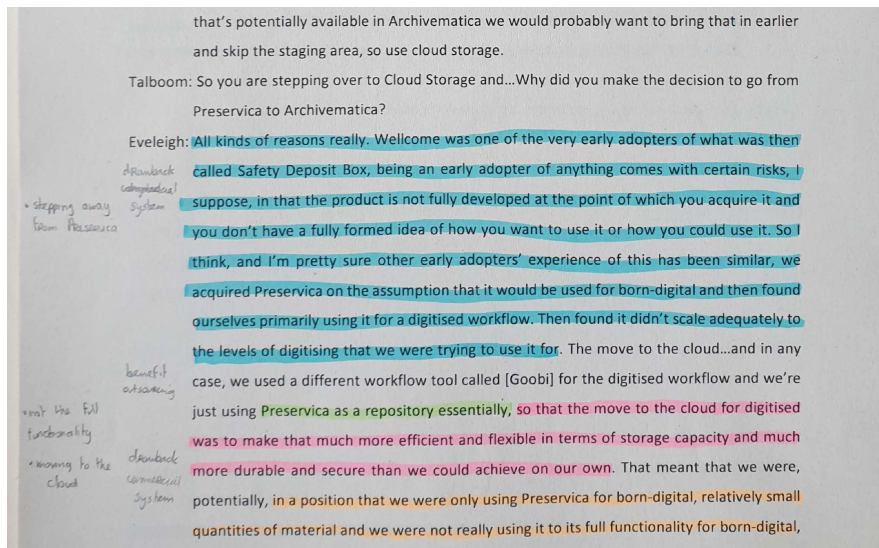 that's potentially available in Archivematica we would probably want to bring that in earlier
and skip the staging area, so use cloud storage.
Talboom: So you are stepping over to Cloud Storage and...Why did you make the decision to go from
Preservica to Archivematica?
Eveleigh: All kinds of reasons really. Wellcome was one of the very early adopters of what was then
called Safety Deposit Box, being an early adopter of anything comes with certain risks, I
suppose, in that the product is not fully developed at the point of which you acquire it and
you don't have a fully formed idea of how you want to use it or how you could use it. So I
think, and I'm pretty sure other early adopters' experience of this has been similar, we
acquired Preservica on the assumption that it would be used for born-digital and then found
ourselves primarily using it for a digitised workflow. Then found it didn't scale adequately to
the levels of digitising that we were trying to use it for. The move to the cloud...and in any
case, we used a different workflow tool called [Goobi] for the digitised workflow and we're
just using Preservica as a repository essentially, so that the move to the cloud for digitised
was to make that much more efficient and flexible in terms of storage capacity and much
more durable and secure than we could achieve on our own. That meant that we were,
potentially, in a position that we were only using Preservica for born-digital, relatively small
quantities of material and we were not really using it to its full functionality for born-digital,
• stepping away
from Preservica
drawback
system
benefit
outsourcing
• not the full
functionality
• moving to the
cloud
drawback
commercial
system